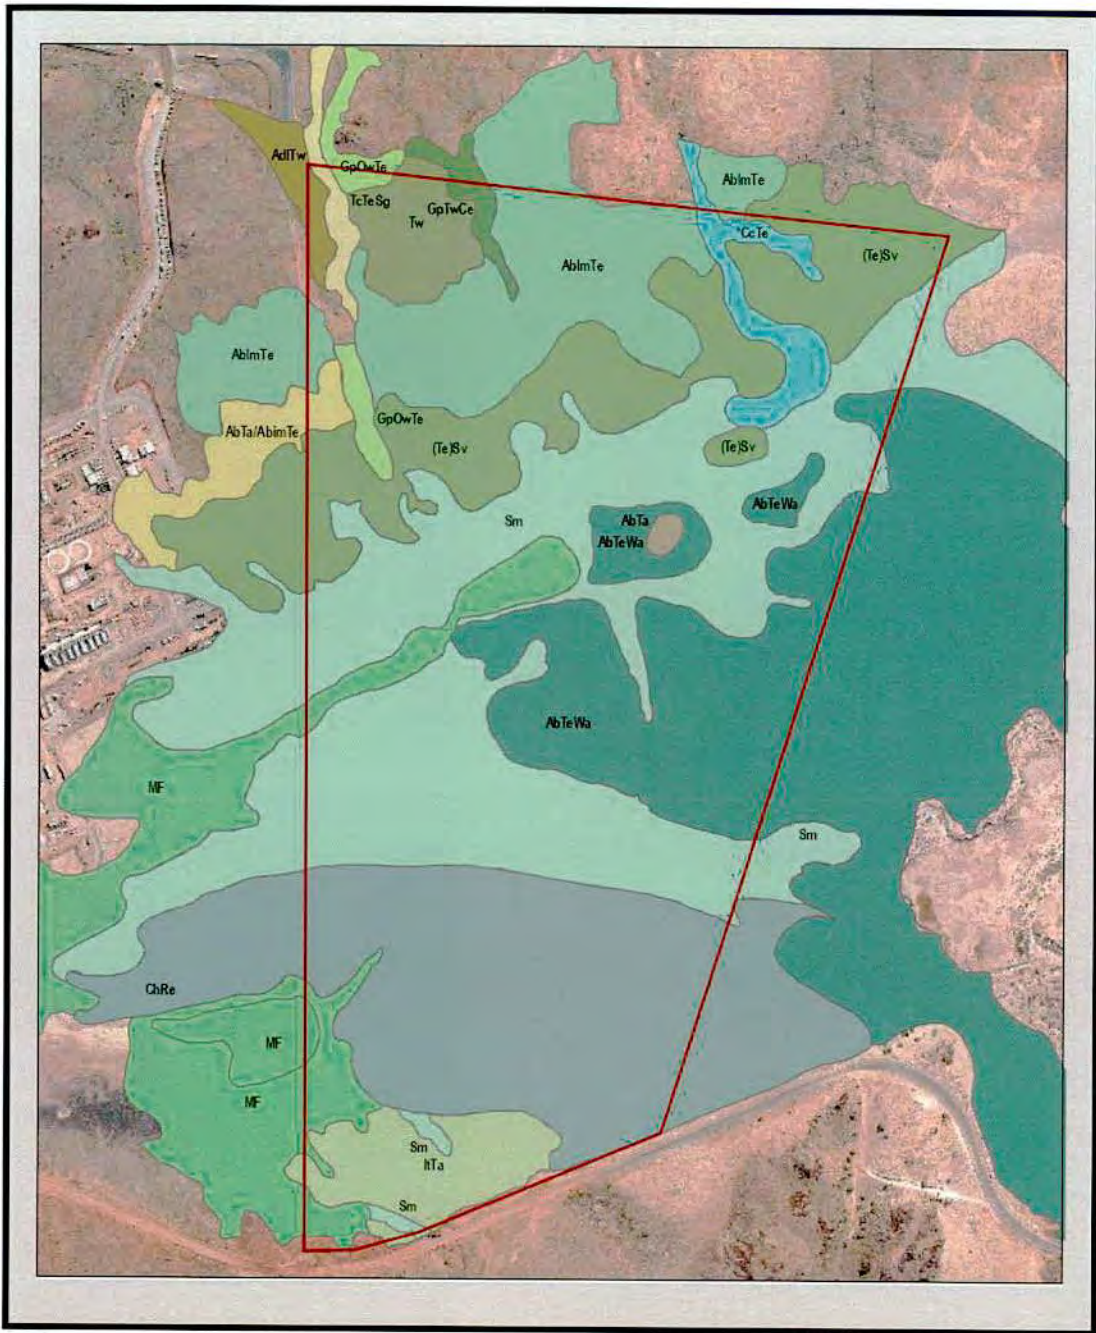 AdlTw
GpOwTe
AbImTe
TcTeSg
GpTwCe
Tw
*CcTe
(Te)Sv
AbImTe
AbImTe
AbTa/AbimTe
GpOwTe
(Te)Sv
(Te)Sv
AbTeWa
Sm
AbTa
AbTeWa
AbTeWa
MF
Sm
ChRe
MF
MF
Sm
ItTa
Sm